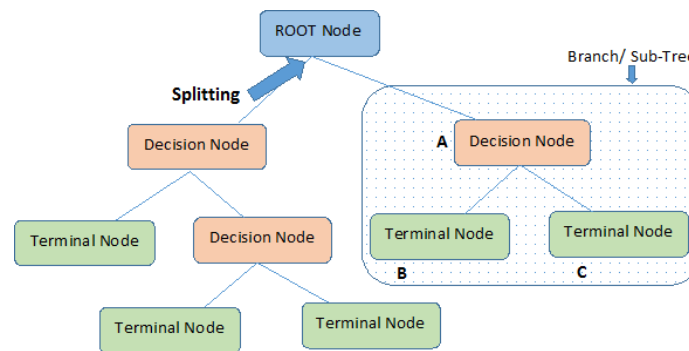 ROOT Node
Branch/ Sub-Tree
Splitting
Decision Node
A Decision Node
Terminal Node
Decision Node
Terminal Node
Terminal Node
B
C
Terminal Node
Terminal Node